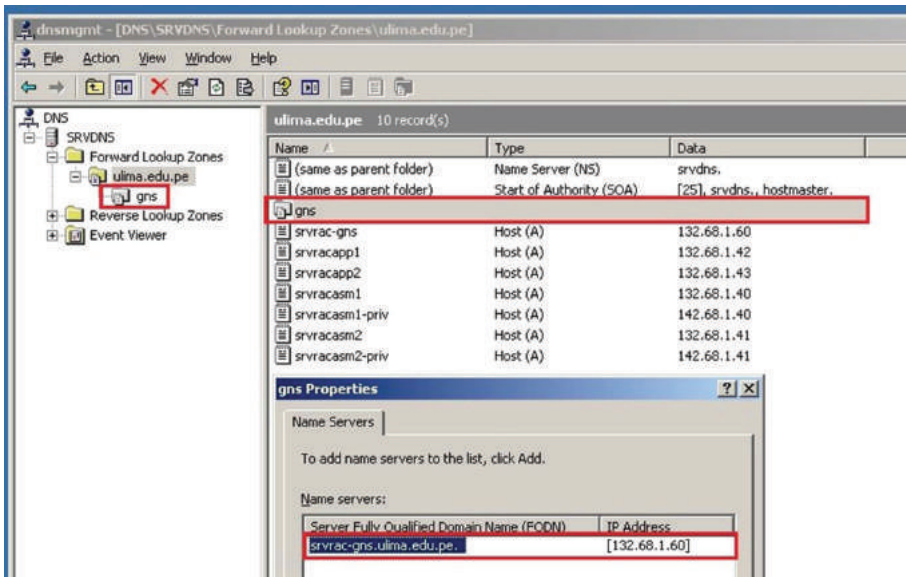 dnsmgmt - [DNS\SRVDNS\Forward Lookup Zones\ulima.edu.pe]
File Action View Window Help
DNS
SRVDNS
Forward Lookup Zones
ulima.edu.pe
gns
Reverse Lookup Zones
Event Viewer
ulima.edu.pe 10 record(s)
Name Type Data
(same as parent folder) Name Server (NS) srvdns.
(same as parent folder) Start of Authority (SOA) [25], srvdns., hostmaster.
gns
srvrac-gns Host (A) 132.68.1.60
srvracapp1 Host (A) 132.68.1.42
srvracapp2 Host (A) 132.68.1.43
srvracasm1 Host (A) 132.68.1.40
srvracasm1-priv Host (A) 142.68.1.40
srvracasm2 Host (A) 132.68.1.41
srvracasm2-priv Host (A) 142.68.1.41
gns Properties
Name Servers
To add name servers to the list, click Add.
Name servers:
Server Fully Qualified Domain Name (FQDN) IP Address
srvrac-gns.ulima.edu.pe. [132.68.1.60]